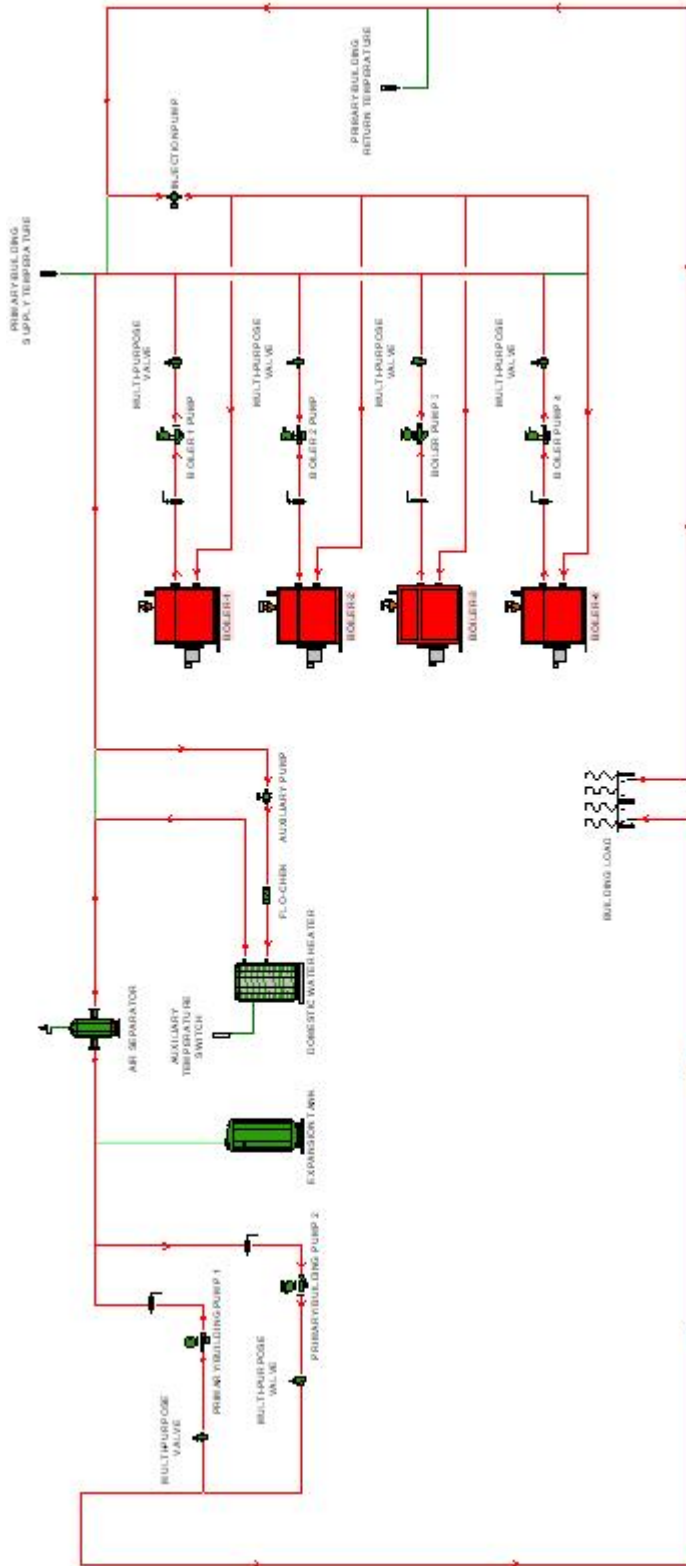 PRIMARY/BUILDING
SUPPLY TEMPERATURE
PRIMARY/BUILDING
RETURN TEMPERATURE
INJECTION PUMP
MULTI-PURPOSE
VALVE
BOILER 1 PUMP
BOILER-1
MULTI-PURPOSE
VALVE
BOILER 2 PUMP
BOILER-2
MULTI-PURPOSE
VALVE
BOILER PUMP 3
BOILER-3
MULTI-PURPOSE
VALVE
BOILER PUMP 4
BOILER-4
AUXILIARY PUMP
FLO-CHEK
BUILDING LOAD
AIR SEPARATOR
AUXILIARY
TEMPERATURE
SWITCH
DOMESTIC WATER HEATER
EXPANSION TANK
PRIMARY/BUILDING PUMP 1
PRIMARY/BUILDING PUMP 2
MULTI-PURPOSE
VALVE
MULTI-PURPOSE
VALVE